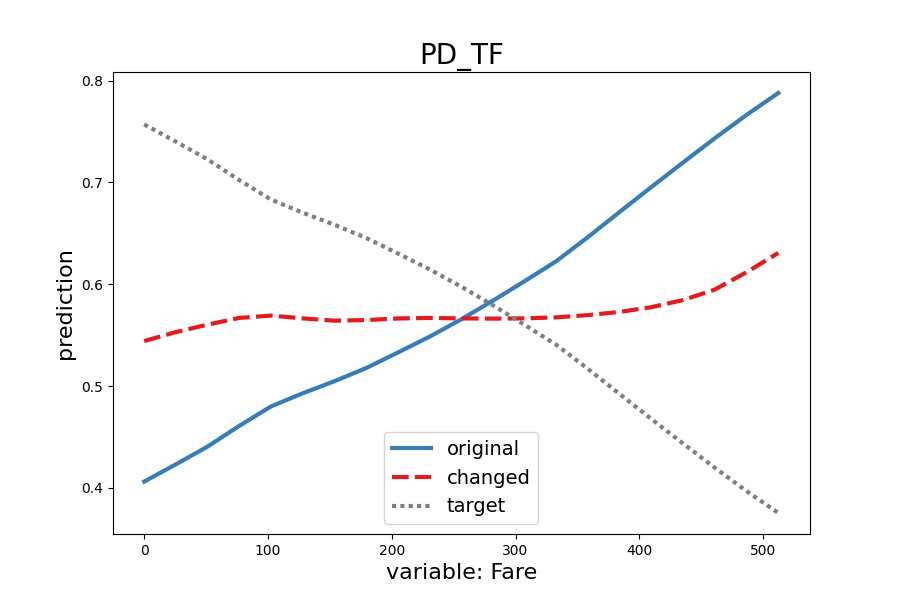 PD_TF
0.8
0.7
0.6
0.5
0.4
prediction
original
changed
target
0 100 200 300 400 500
variable: Fare